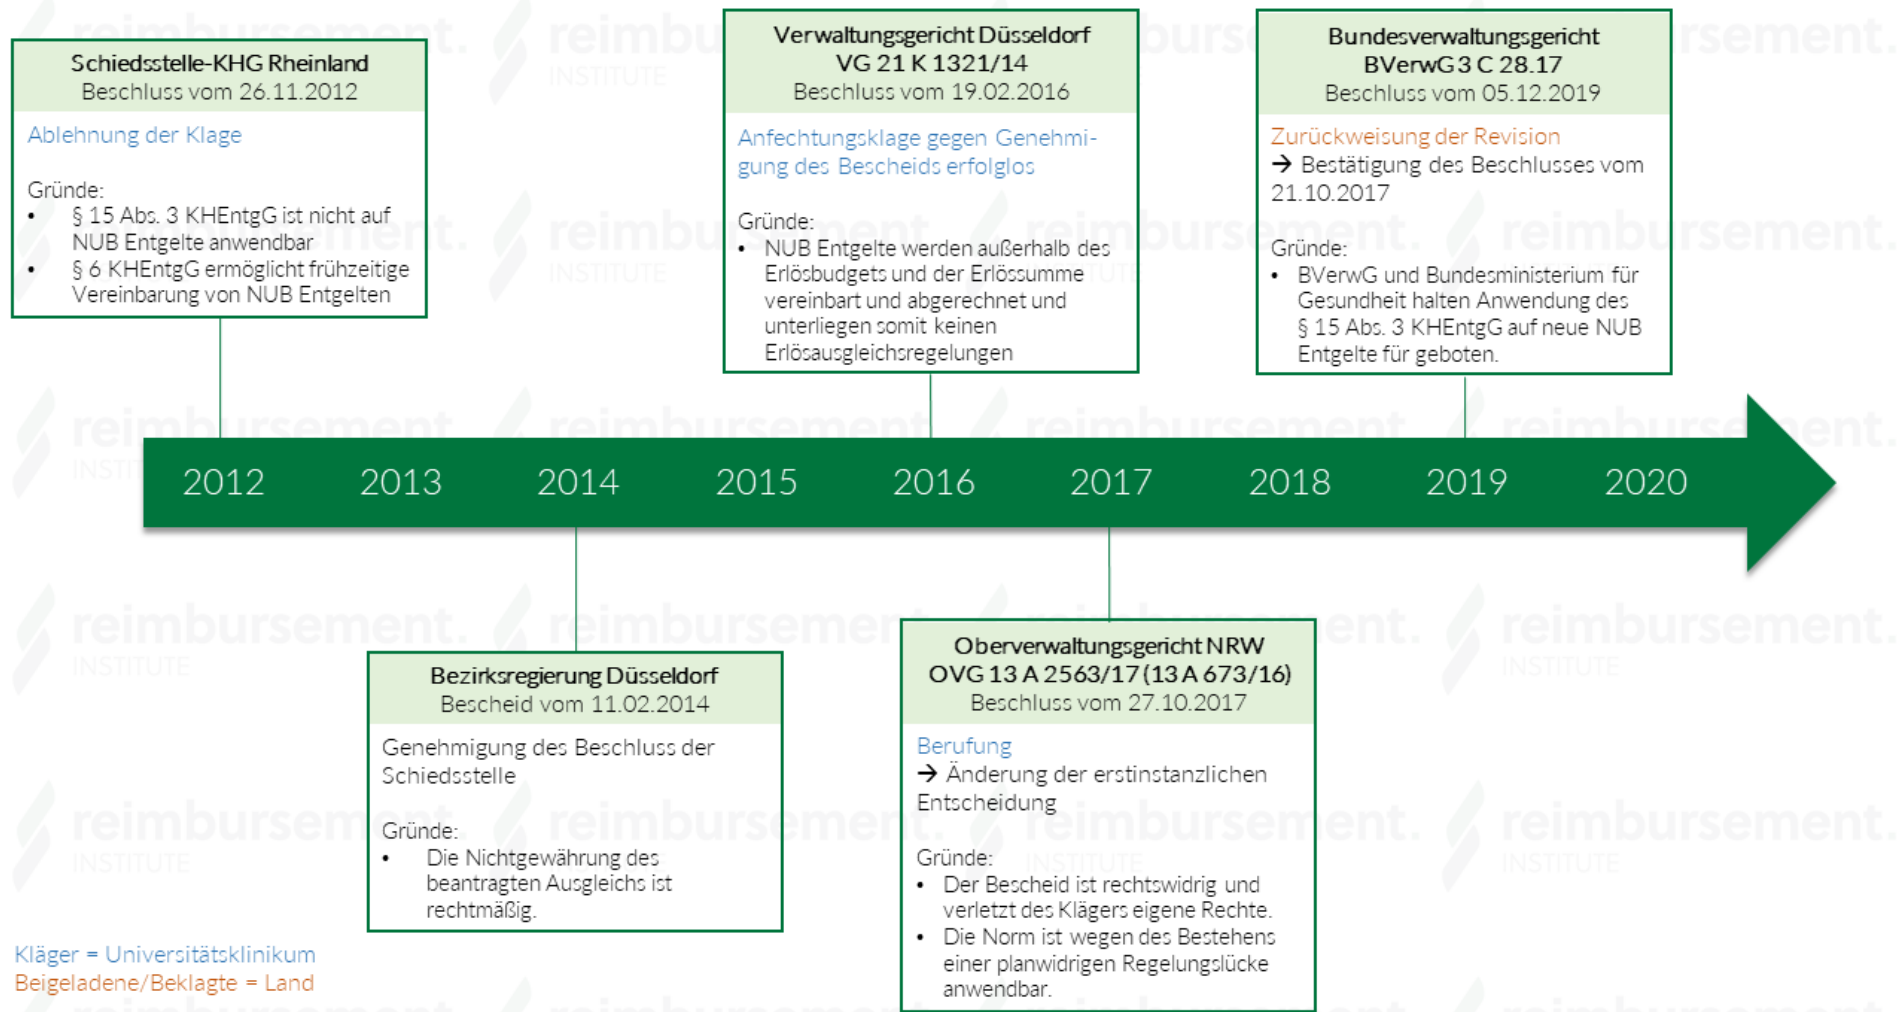 Schiedsstelle-KHG Rheinland
Beschluss vom 26.11.2012
Ablehnung der Klage
Gründe:
• § 15 Abs. 3 KHEntgG ist nicht auf
NUB Entgelte anwendbar
• § 6 KHEntgG ermöglicht frühzeitige
Vereinbarung von NUB Entgelten
Verwaltungsgericht Düsseldorf
VG 21 K 1321/14
Beschluss vom 19.02.2016
Anfechtungsklage gegen Genehmi-
gung des Bescheids erfolglos
Gründe:
• NUB Entgelte werden außerhalb des
Erlösbudgets und der Erlössumme
vereinbart und abgerechnet und
unterliegen somit keinen
Erlösausgleichsregelungen
Bundesverwaltungsgericht
BVerwG 3 C 28.17
Beschluss vom 05.12.2019
Zurückweisung der Revision
→ Bestätigung des Beschlusses vom
21.10.2017
Gründe:
• BVerwG und Bundesministerium für
Gesundheit halten Anwendung des
§ 15 Abs. 3 KHEntgG auf neue NUB
Entgelte für geboten.
2012 2013 2014 2015 2016 2017 2018 2019 2020
Bezirksregierung Düsseldorf
Bescheid vom 11.02.2014
Genehmigung des Beschluss der
Schiedsstelle
Gründe:
• Die Nichtgewährung des
beantragten Ausgleichs ist
rechtmäßig.
Oberverwaltungsgericht NRW
OVG 13 A 2563/17 (13 A 673/16)
Beschluss vom 27.10.2017
Berufung
→ Änderung der erstinstanzlichen
Entscheidung
Gründe:
• Der Bescheid ist rechtswidrig und
verletzt des Klägers eigene Rechte.
• Die Norm ist wegen des Bestehens
einer planwidrigen Regelungslücke
anwendbar.
Kläger = Universitätsklinikum
Beigeladene/Beklagte = Land
reimbursement.
INSTITUTE